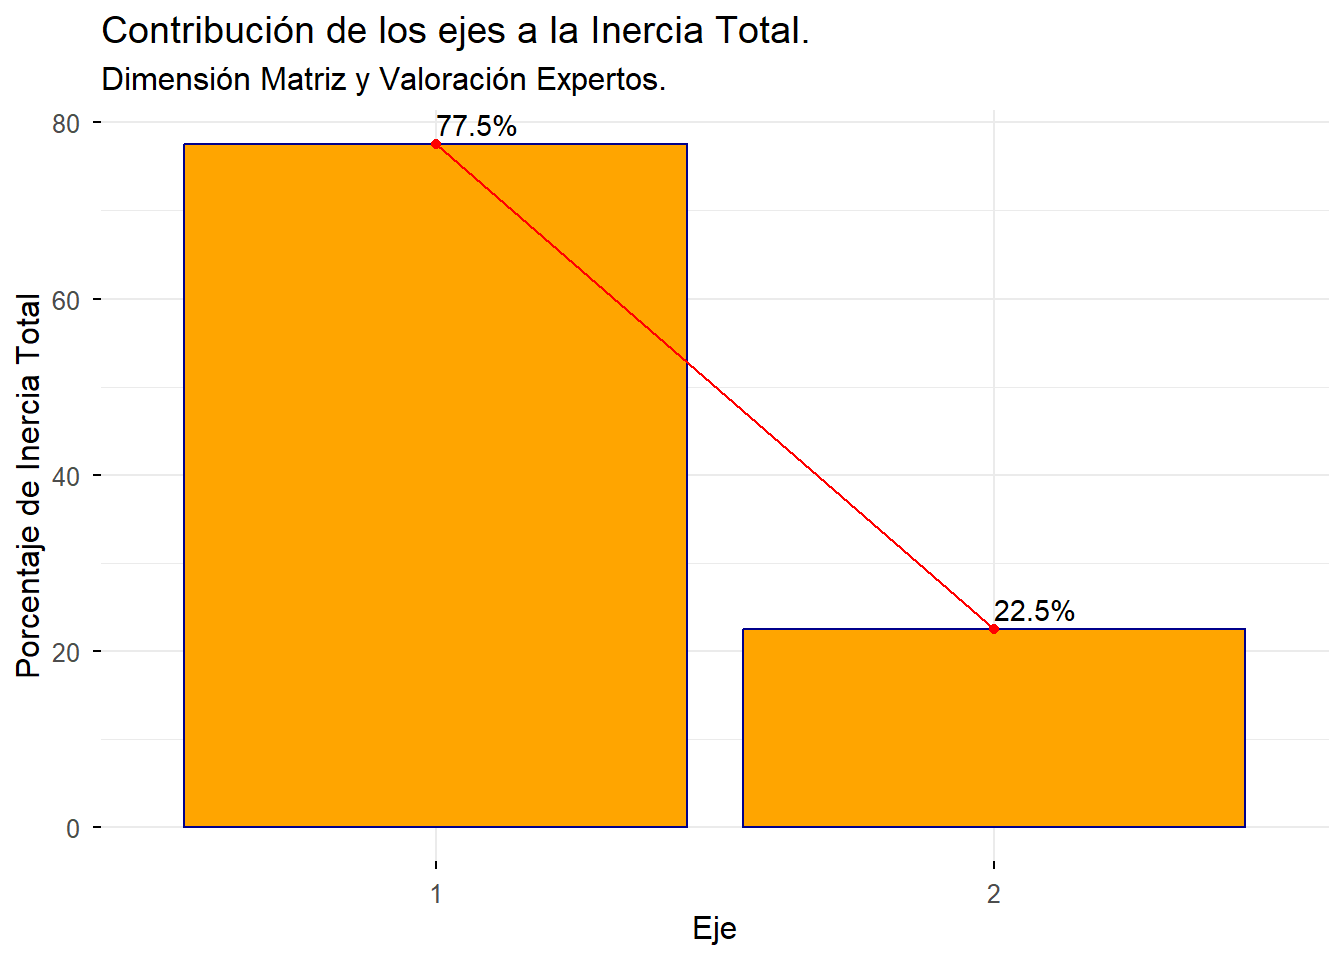 Contribución de los ejes a la Inercia Total.
Dimensión Matriz y Valoración Expertos.
Porcentaje de Inercia Total
80
60
40
20
0
77.5%
22.5%
1
2
Eje